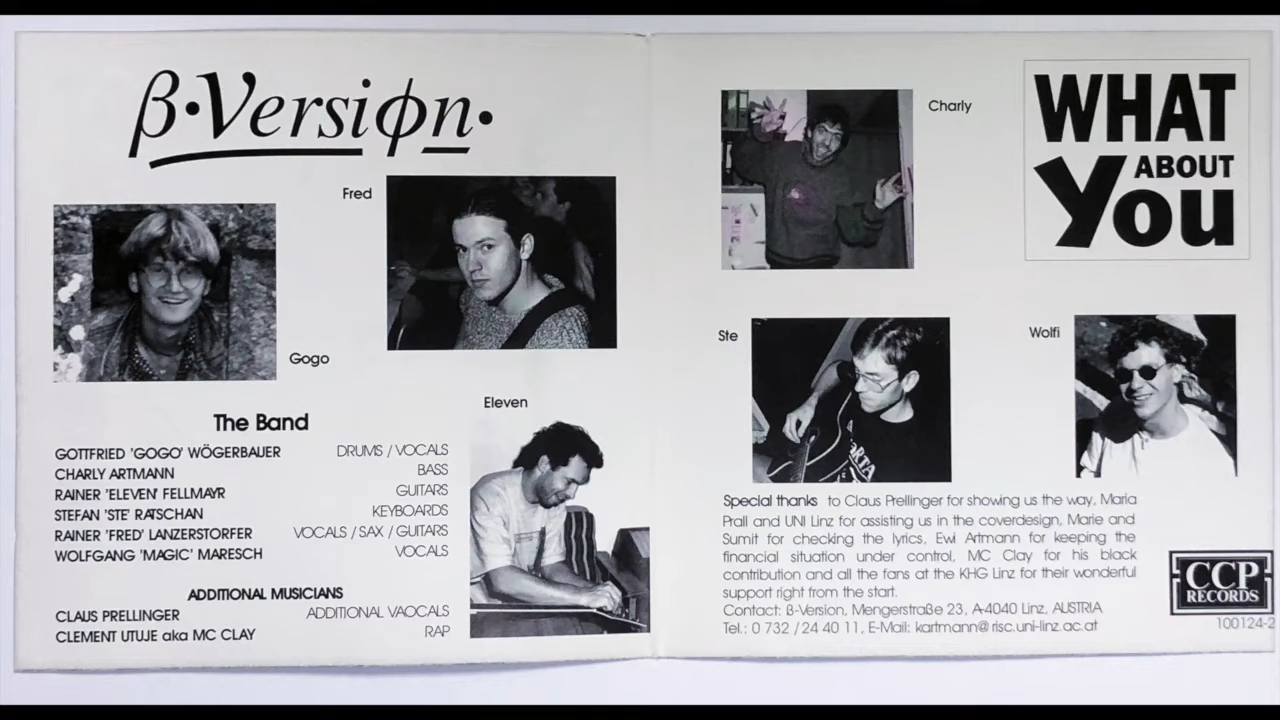 β·Versiφn·
Fred
Gogo
Eleven
The Band
GOTTFRIED 'GOGO' WÖGERBAUER DRUMS / VOCALS
CHARLY ARTMANN BASS
RAINER 'ELEVEN' FELLMAYR GUITARS
STEFAN 'STE' RATSCHAN KEYBOARDS
RAINER 'FRED' LANZERSTORFER VOCALS / SAX / GUITARS
WOLFGANG 'MAGIC' MARESCH VOCALS
ADDITIONAL MUSICIANS
CLAUS PRELLINGER ADDITIONAL VAOCALS
CLEMENT UTUJE aka MC CLAY RAP
Charly
WHAT
ABOUT
YOU
Ste
Wolfi
Special thanks to Claus Prellinger for showing us the way, Maria
Prall and UNI Linz for assisting us in the coverdesign, Marie and
Sumit for checking the lyrics, Ewi Artmann for keeping the
financial situation under control, MC Clay for his black
contribution and all the fans at the KHG Linz for their wonderful
support right from the start.
Contact: ß-Version, Mengerstraße 23, A-4040 Linz, AUSTRIA
Tel.: 0 732 / 24 40 11, E-Mail: kartmann@risc.uni-linz.ac.at
CCP
RECORDS
100124-2